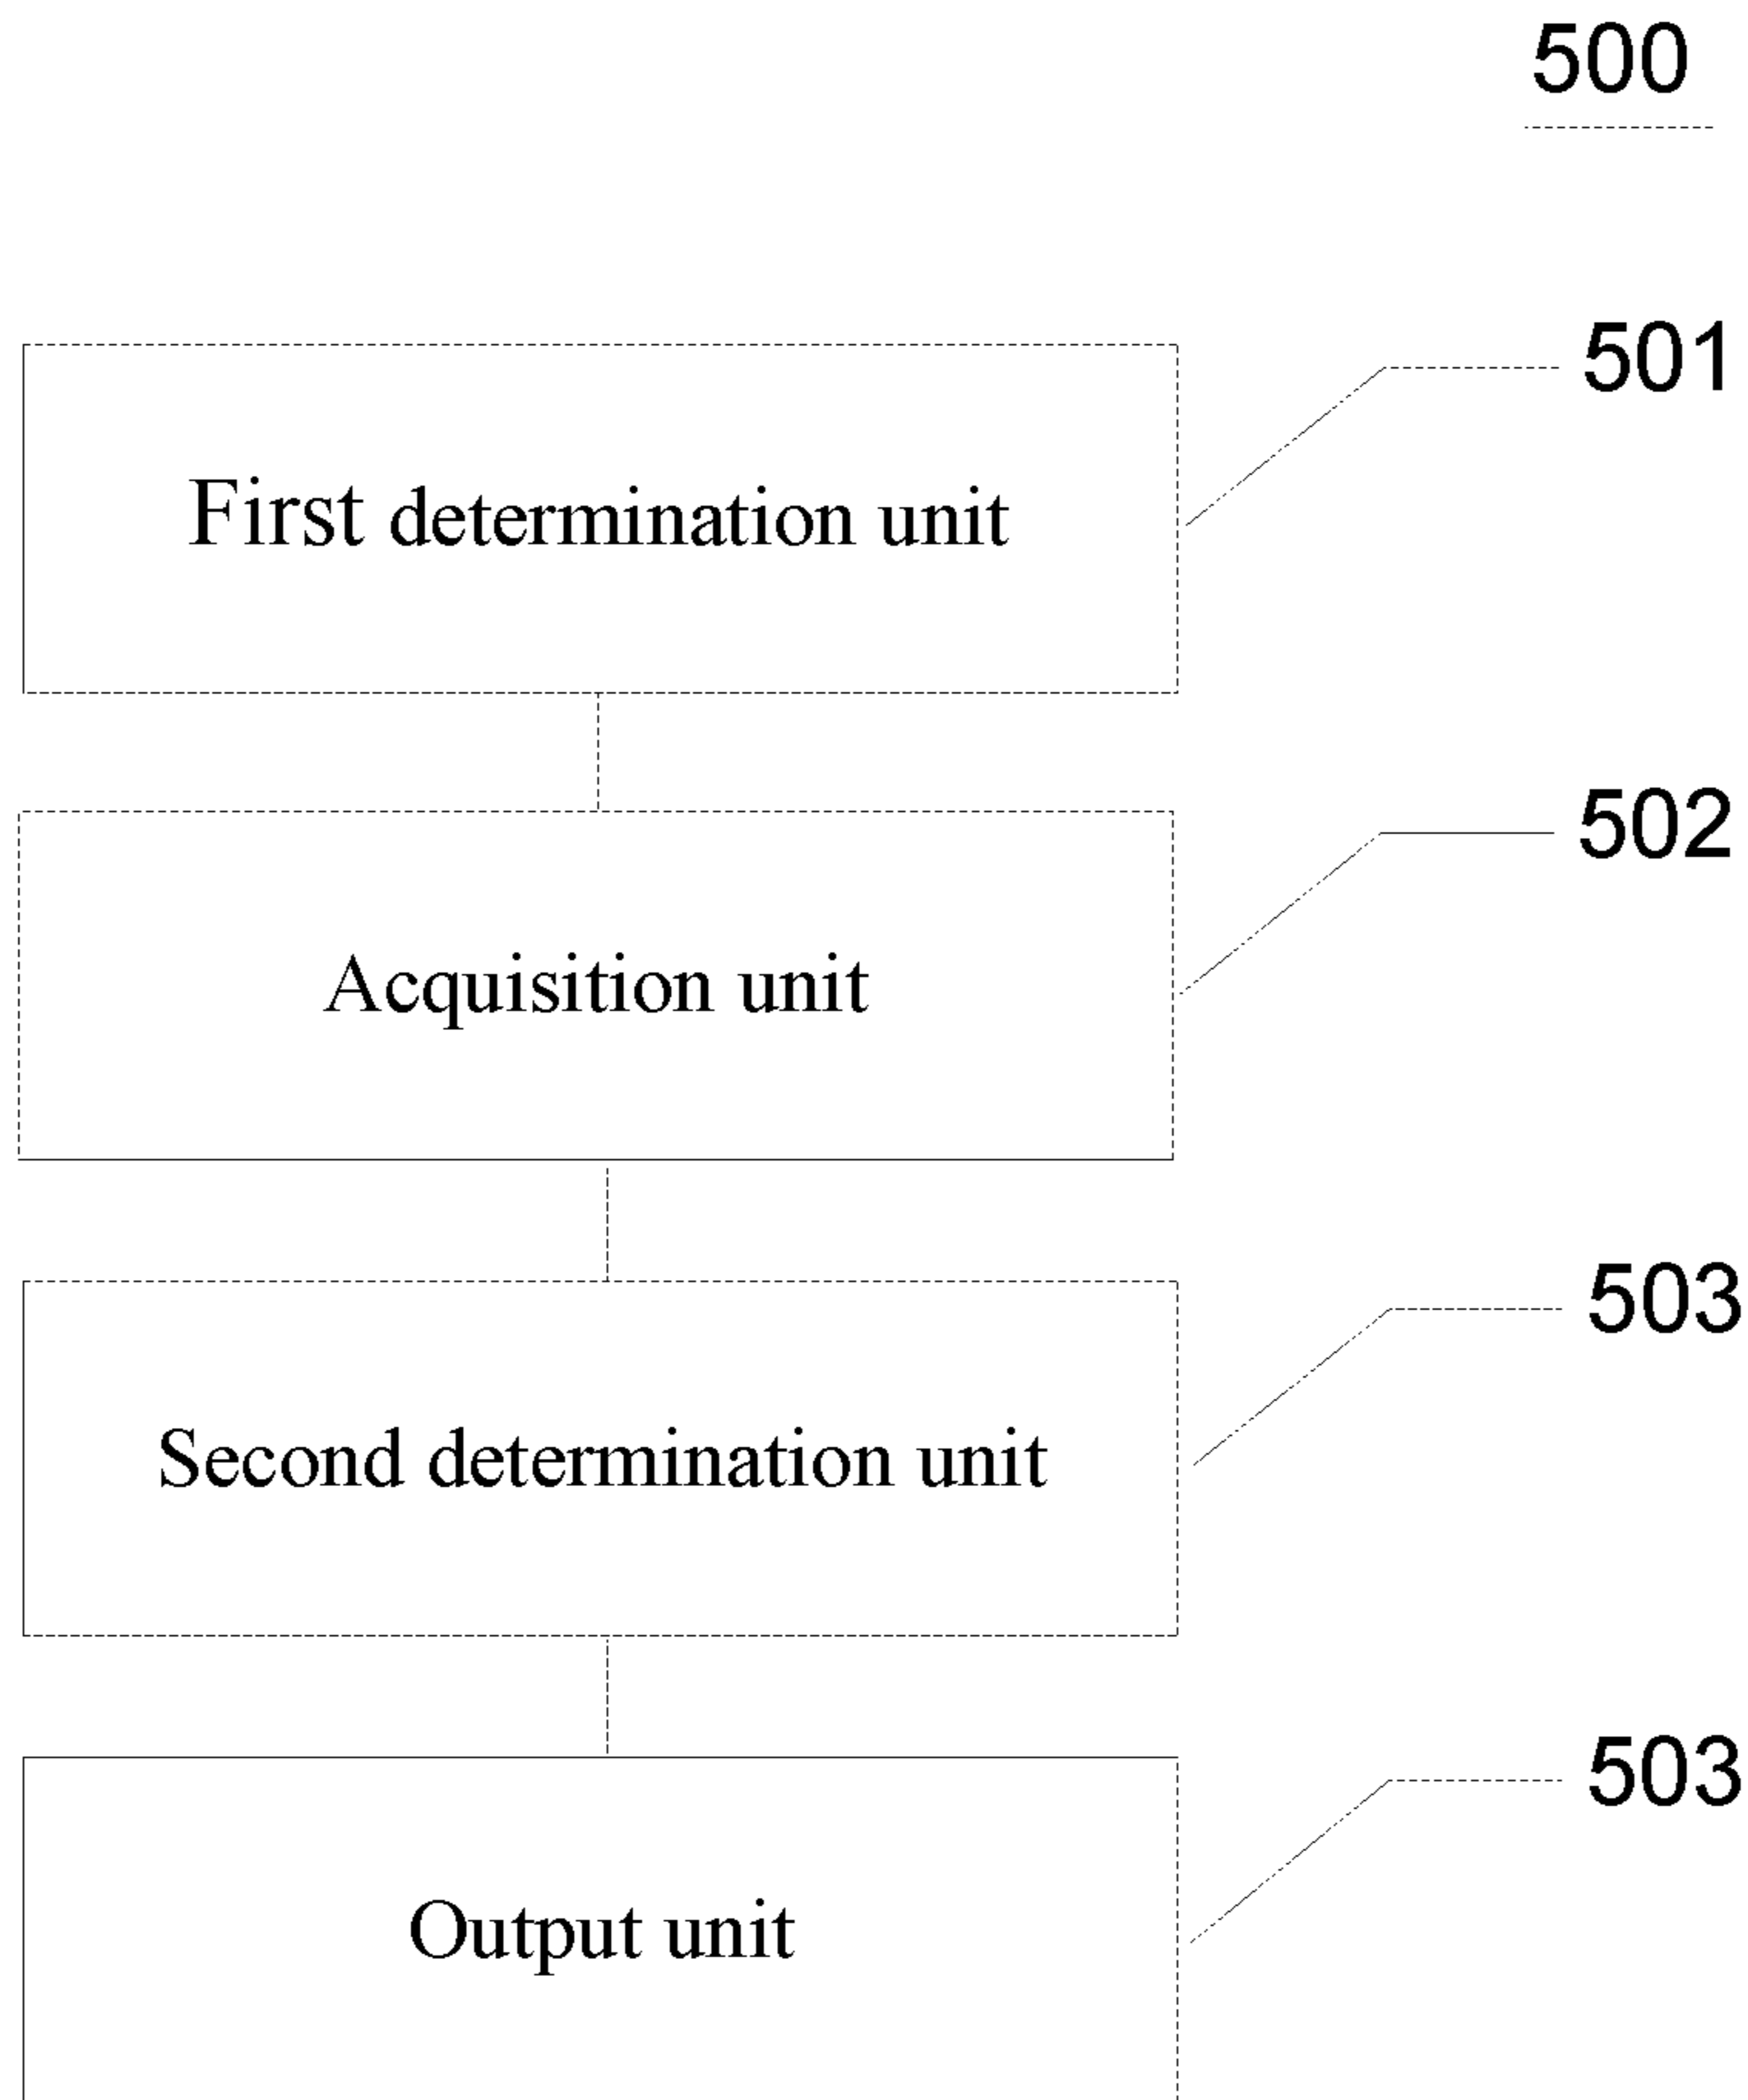 500
501
First determination unit
502
Acquisition unit
503
Second determination unit
503
Output unit